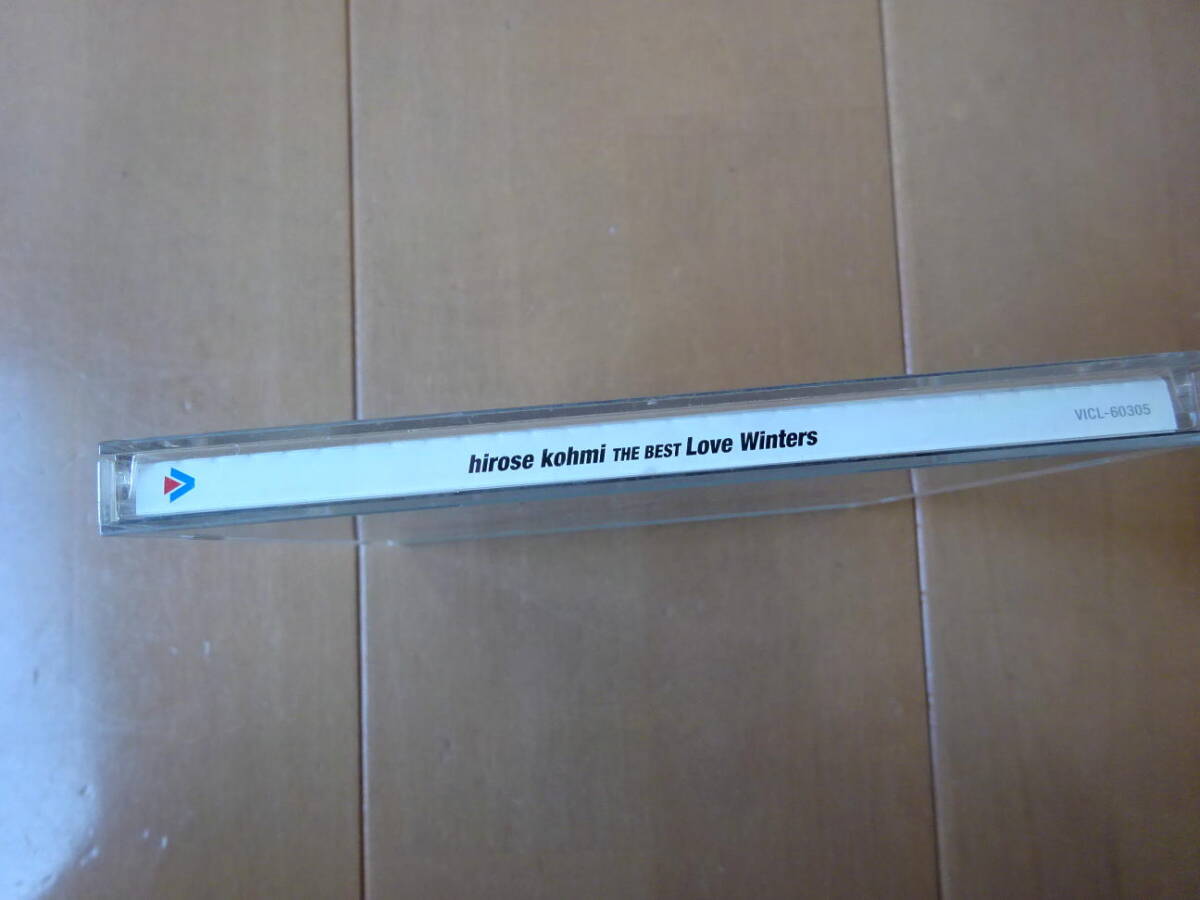 hirose kohmi THE BEST Love Winters
VICL-60305